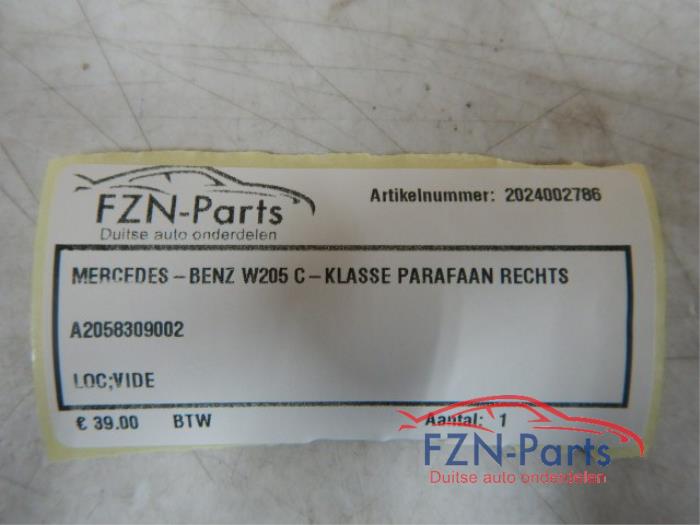 FZN-Parts
Duitse auto onderdelen
Artikelnummer: 2024002786
MERCEDES-BENZ W205 C-KLASSE PARAFAAN RECHTS
A2058309002
LOC;VIDE
€ 39.00 BTW Aantal: 1
FZN-Parts
Duitse auto onderdelen